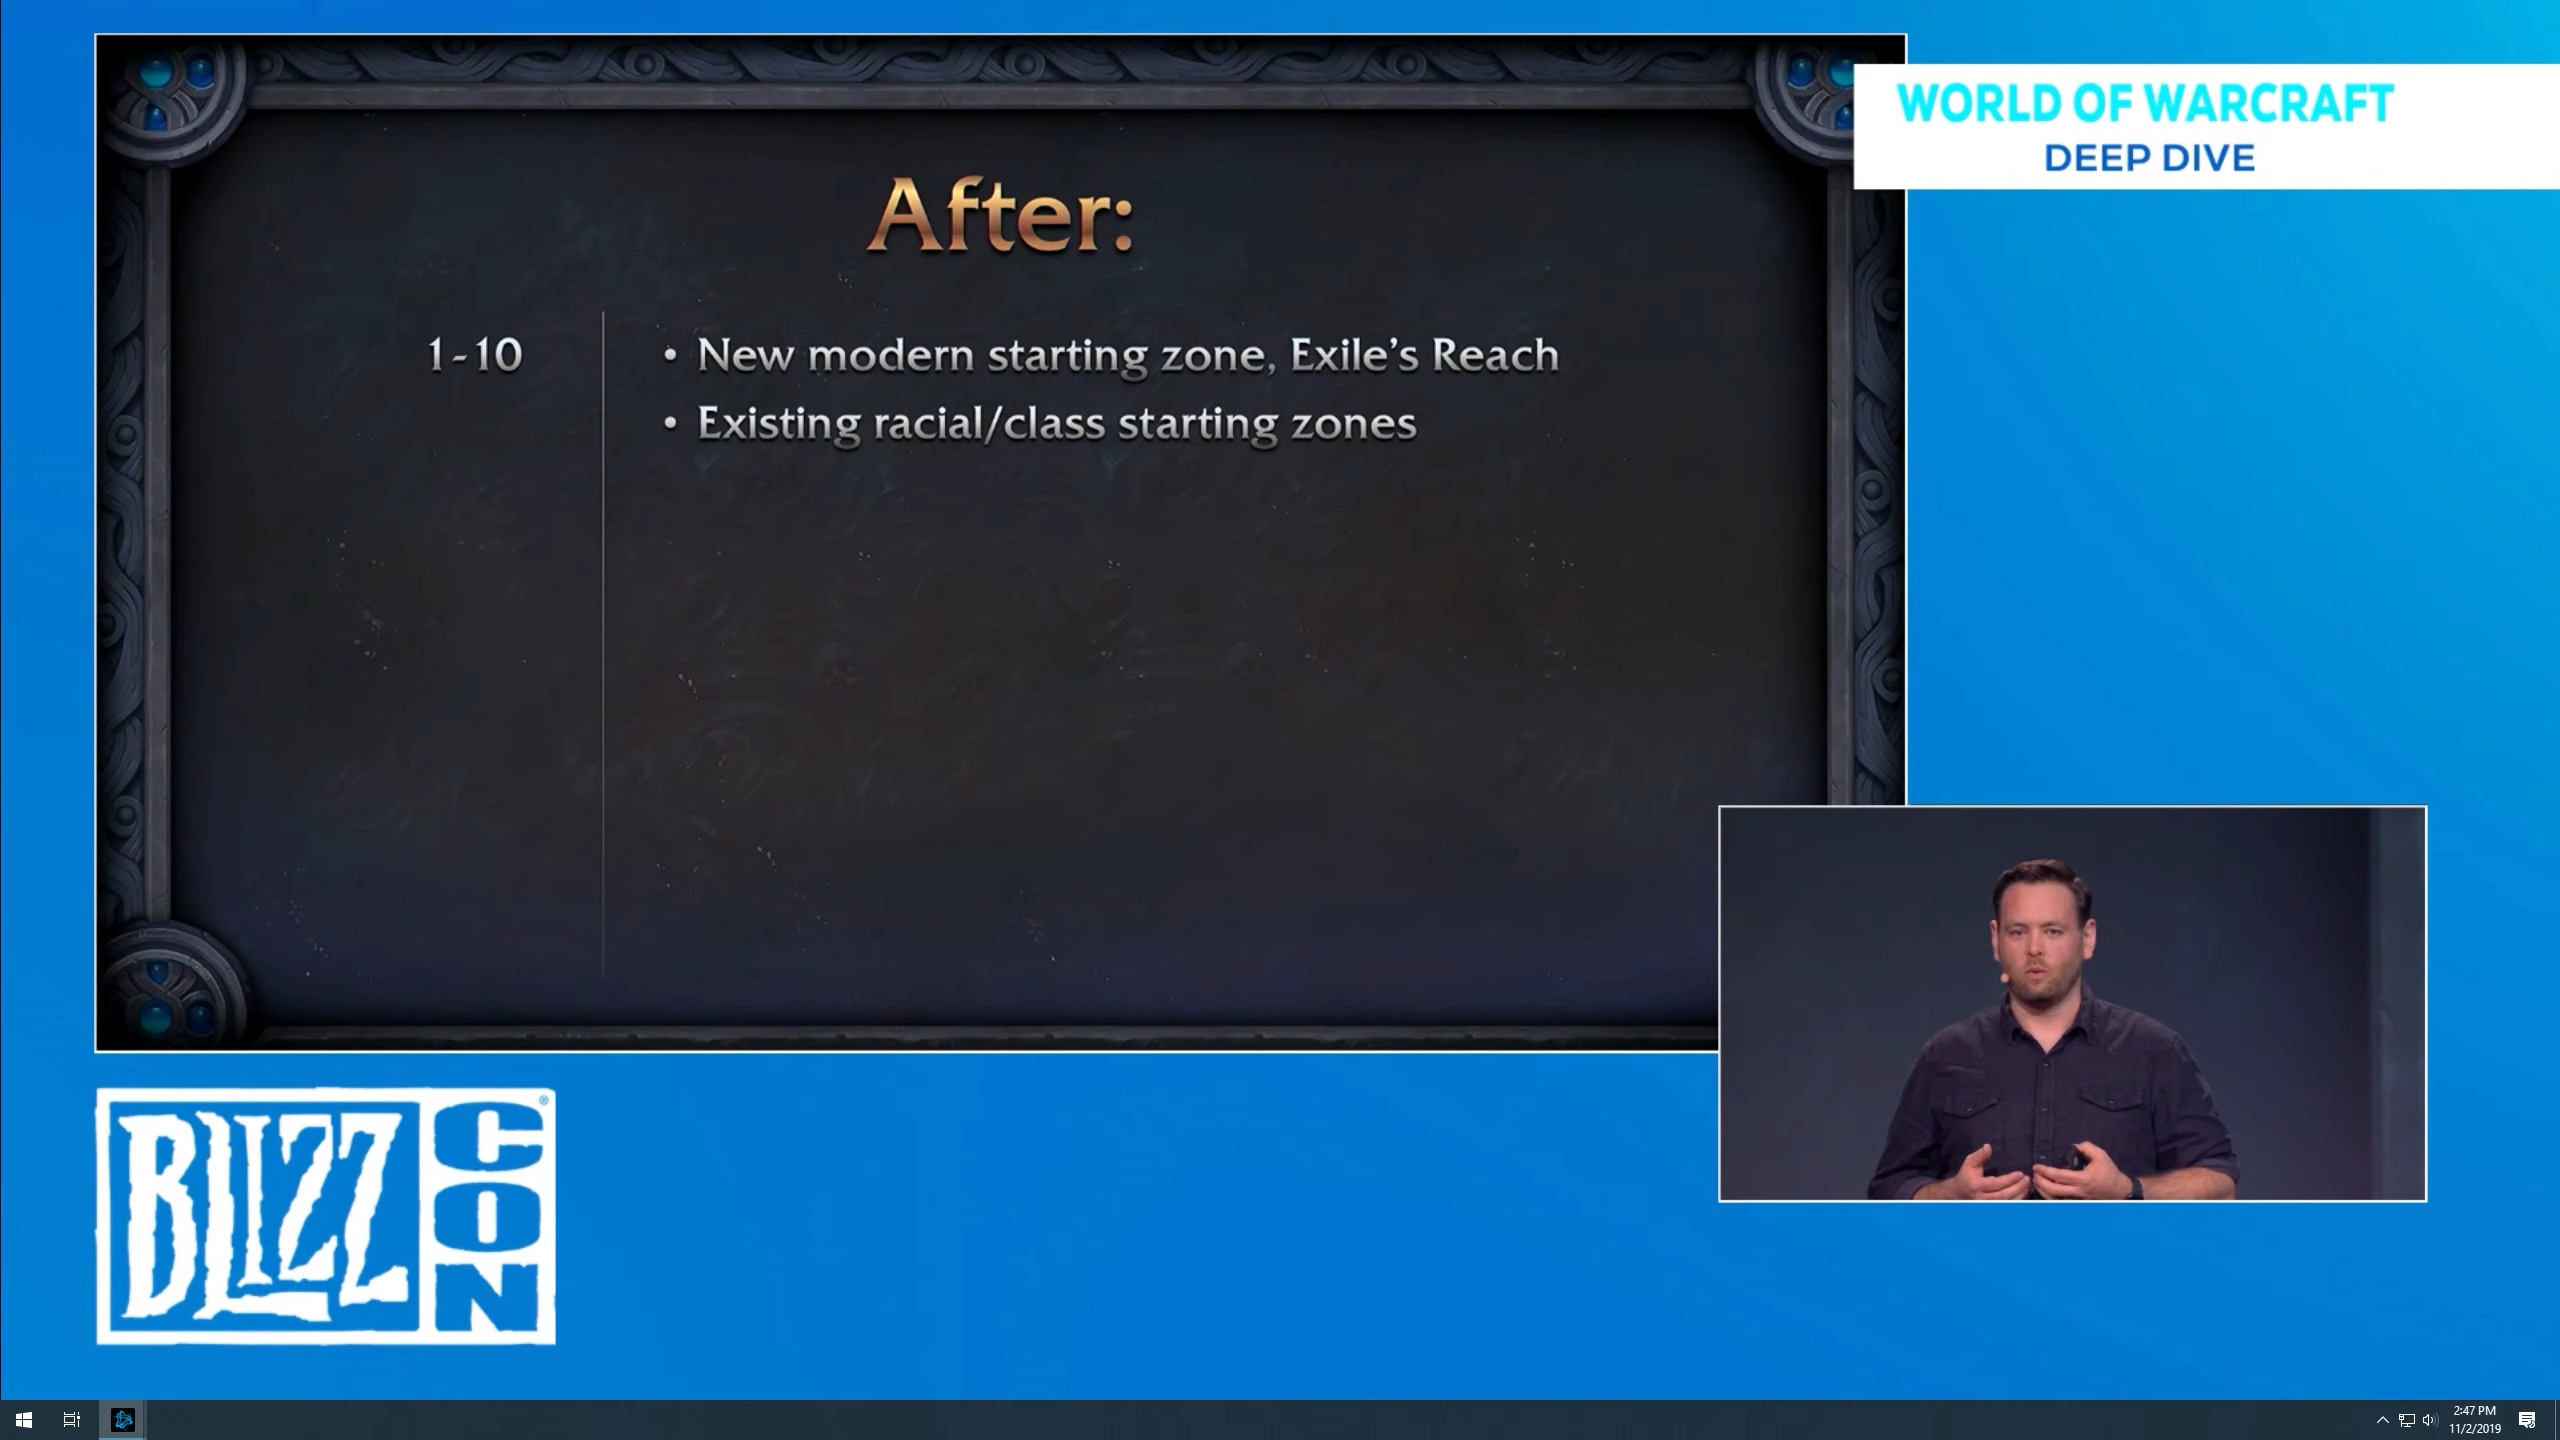 WORLD OF WARCRAFT
DEEP DIVE
After:
1-10
• New modern starting zone, Exile's Reach
• Existing racial/class starting zones
BLIZZ
CON
®
2:47 PM
11/2/2019